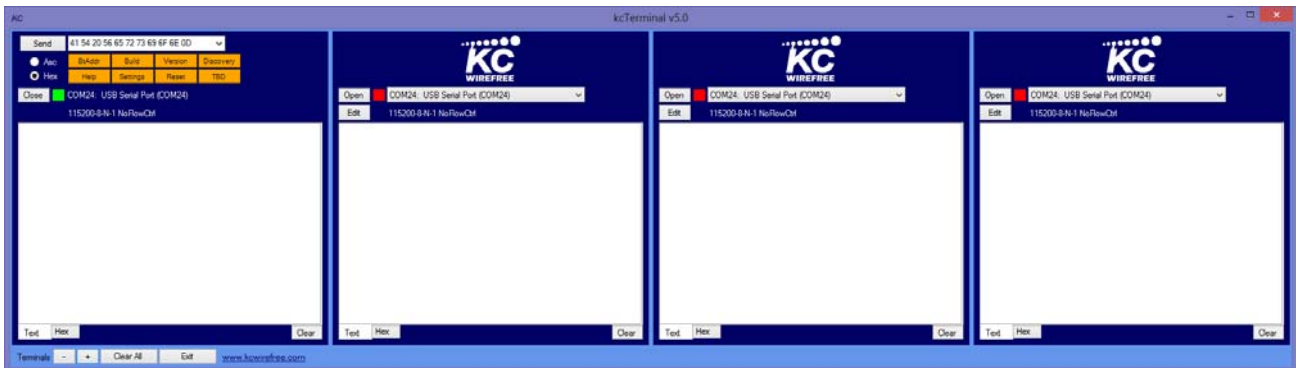 KC kcTerminal v5.0
Send 41 54 20 56 65 72 73 69 6F 6E 0D
Asc BtAddr Build Version Discovery
Hex Help Settings Reset TBD
Close COM24: USB Serial Port (COM24)
115200-8-N-1 NoFlowCtrl
Text Hex Clear
KC
WIREFREE
Open COM24: USB Serial Port (COM24)
Edit 115200-8-N-1 NoFlowCtrl
Text Hex Clear
KC
WIREFREE
Open COM24: USB Serial Port (COM24)
Edit 115200-8-N-1 NoFlowCtrl
Text Hex Clear
KC
WIREFREE
Open COM24: USB Serial Port (COM24)
Edit 115200-8-N-1 NoFlowCtrl
Text Hex Clear
Terminals - + Clear All Exit www.kcwirefree.com